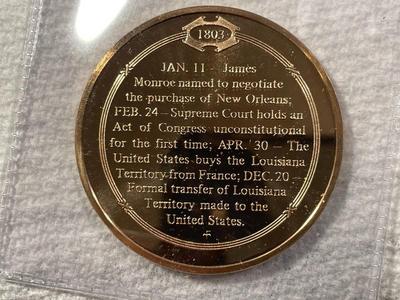 1803
JAN. 11 - James
Monroe named to negotiate
the purchase of New Orleans;
FEB. 24 — Supreme Court holds an
Act of Congress unconstitutional
for the first time; APR. 30 — The
United States buys the Louisiana
Territory from France; DEC. 20 —
Formal transfer of Louisiana
Territory made to the
United States.